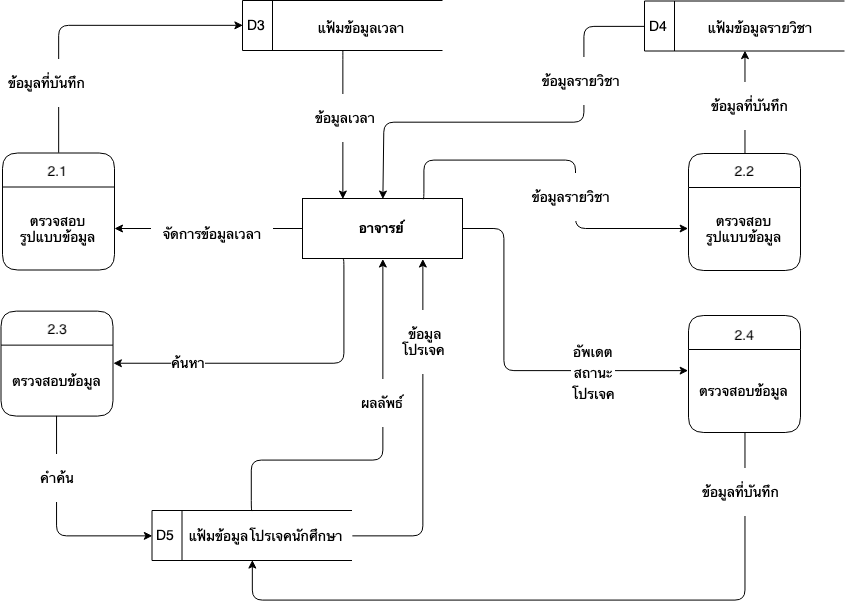 D3
แฟ้มข้อมูลเวลา
D4
แฟ้มข้อมูลรายวิชา
ข้อมูลที่บันทึก
ข้อมูลรายวิชา
ข้อมูลที่บันทึก
ข้อมูลเวลา
2.1
ตรวจสอบ
รูปแบบข้อมูล
2.2
ตรวจสอบ
รูปแบบข้อมูล
ข้อมูลรายวิชา
อาจารย์
จัดการข้อมูลเวลา
2.3
ตรวจสอบข้อมูล
2.4
ตรวจสอบข้อมูล
ข้อมูล
โปรเจค
ค้นหา
อัพเดต
สถานะ
โปรเจค
ผลลัพธ์
คำค้น
ข้อมูลที่บันทึก
D5
แฟ้มข้อมูลโปรเจคนักศึกษา